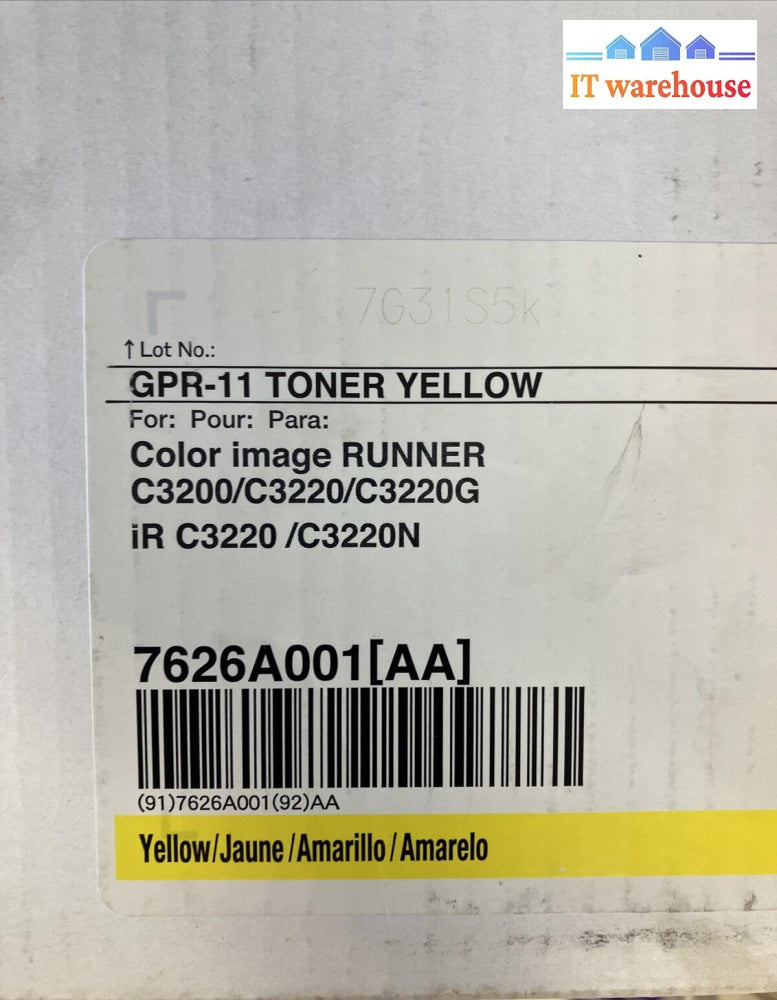 IT warehouse
7G31S5k
↑ Lot No.:
GPR-11 TONER YELLOW
For: Pour: Para:
Color image RUNNER
C3200/C3220/C3220G
iR C3220 /C3220N
7626A001[AA]
(91)7626A001(92)AA
Yellow/Jaune/Amarillo/Amarelo